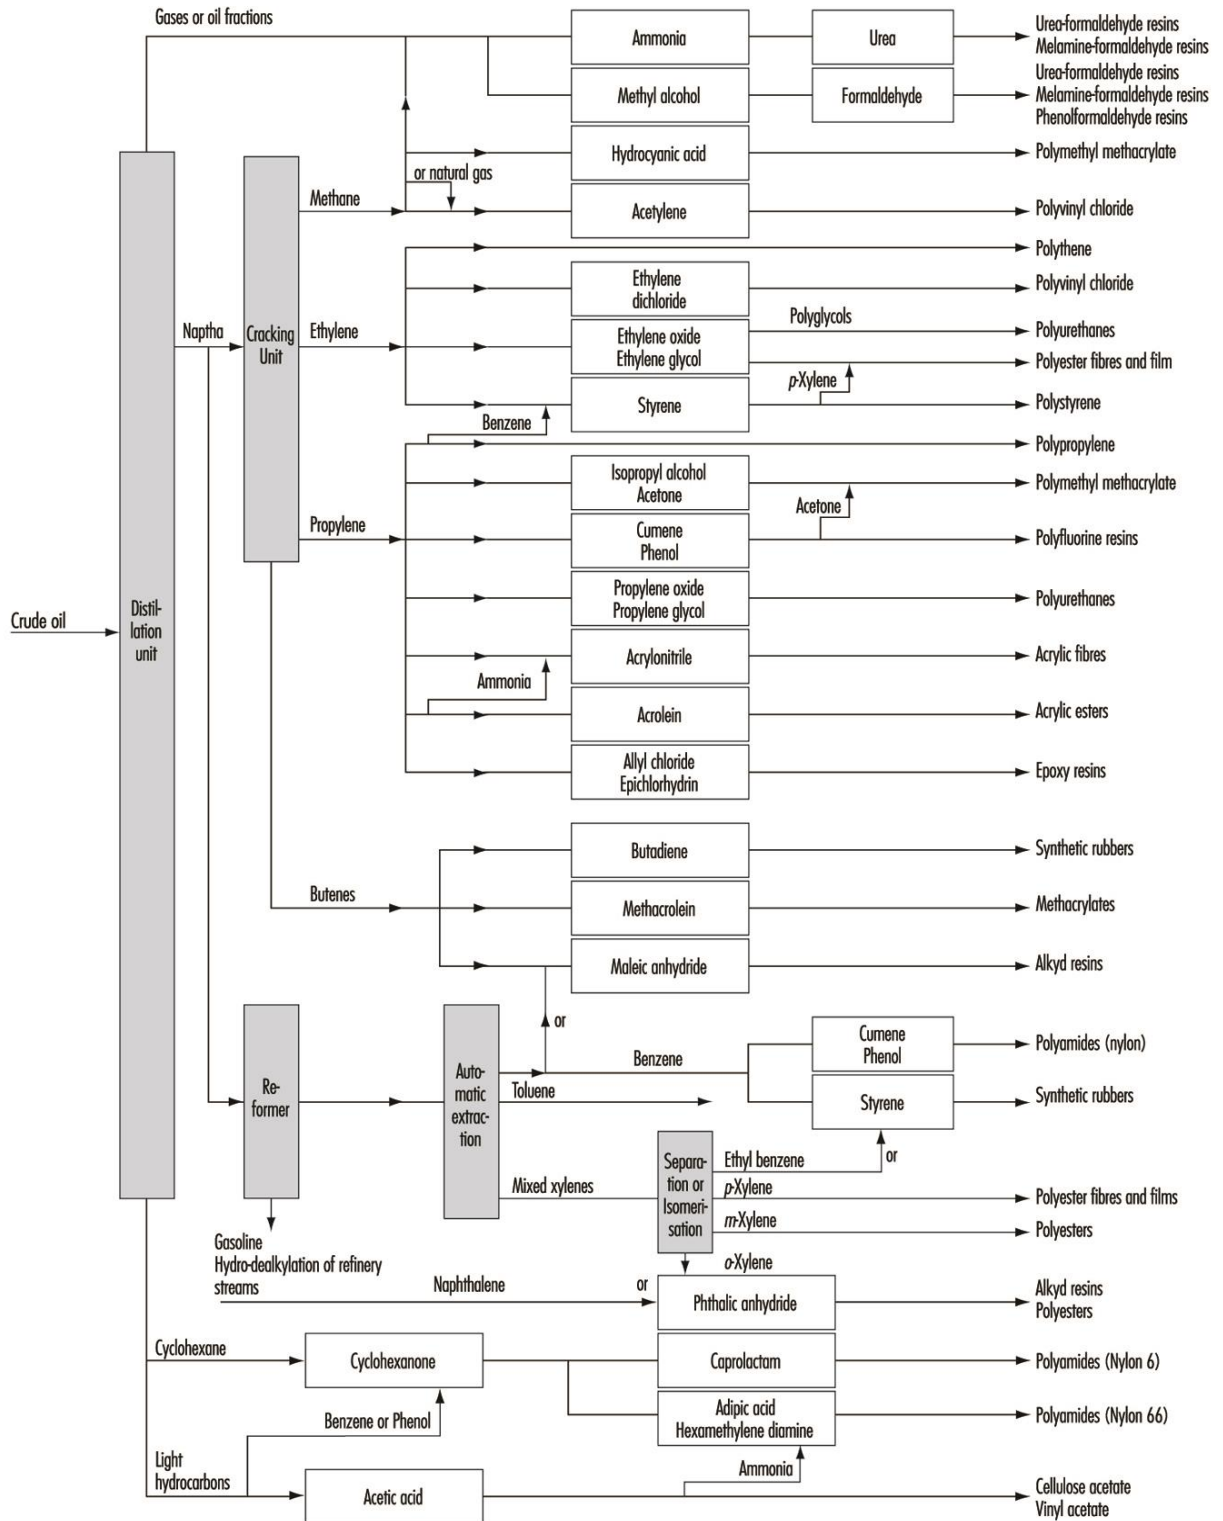 Gases or oil fractions
Ammonia
Urea
Urea-formaldehyde resins
Melamine-formaldehyde resins
Methyl alcohol
Formaldehyde
Urea-formaldehyde resins
Melamine-formaldehyde resins
Phenolformaldehyde resins
Hydrocyanic acid
Polymethyl methacrylate
or natural gas
Methane
Acetylene
Polyvinyl chloride
Polythene
Ethylene
dichloride
Polyvinyl chloride
Naptha
Cracking
Unit
Ethylene
Ethylene oxide
Ethylene glycol
Polyglycols
Polyurethanes
Polyester fibres and film
p-Xylene
Styrene
Polystyrene
Benzene
Polypropylene
Isopropyl alcohol
Acetone
Polymethyl methacrylate
Acetone
Propylene
Cumene
Phenol
Polyfluorine resins
Propylene oxide
Propylene glycol
Polyurethanes
Crude oil
Distil-
lation
unit
Acrylonitrile
Acrylic fibres
Ammonia
Acrolein
Acrylic esters
Allyl chloride
Epichlorhydrin
Epoxy resins
Butadiene
Synthetic rubbers
Butenes
Methacrolein
Methacrylates
Maleic anhydride
Alkyd resins
or
Benzene
Cumene
Phenol
Polyamides (nylon)
Re-
former
Auto-
matic
extrac-
tion
Toluene
Styrene
Synthetic rubbers
Mixed xylenes
Separa-
tion or
Isomeri-
sation
Ethyl benzene
or
p-Xylene
Polyester fibres and films
m-Xylene
Polyesters
o-Xylene
Gasoline
Hydro-dealkylation of refinery
streams
Naphthalene
or
Phthalic anhydride
Alkyd resins
Polyesters
Cyclohexane
Cyclohexanone
Caprolactam
Polyamides (Nylon 6)
Benzene or Phenol
Adipic acid
Hexamethylene diamine
Polyamides (Nylon 66)
Light
hydrocarbons
Acetic acid
Ammonia
Cellulose acetate
Vinyl acetate